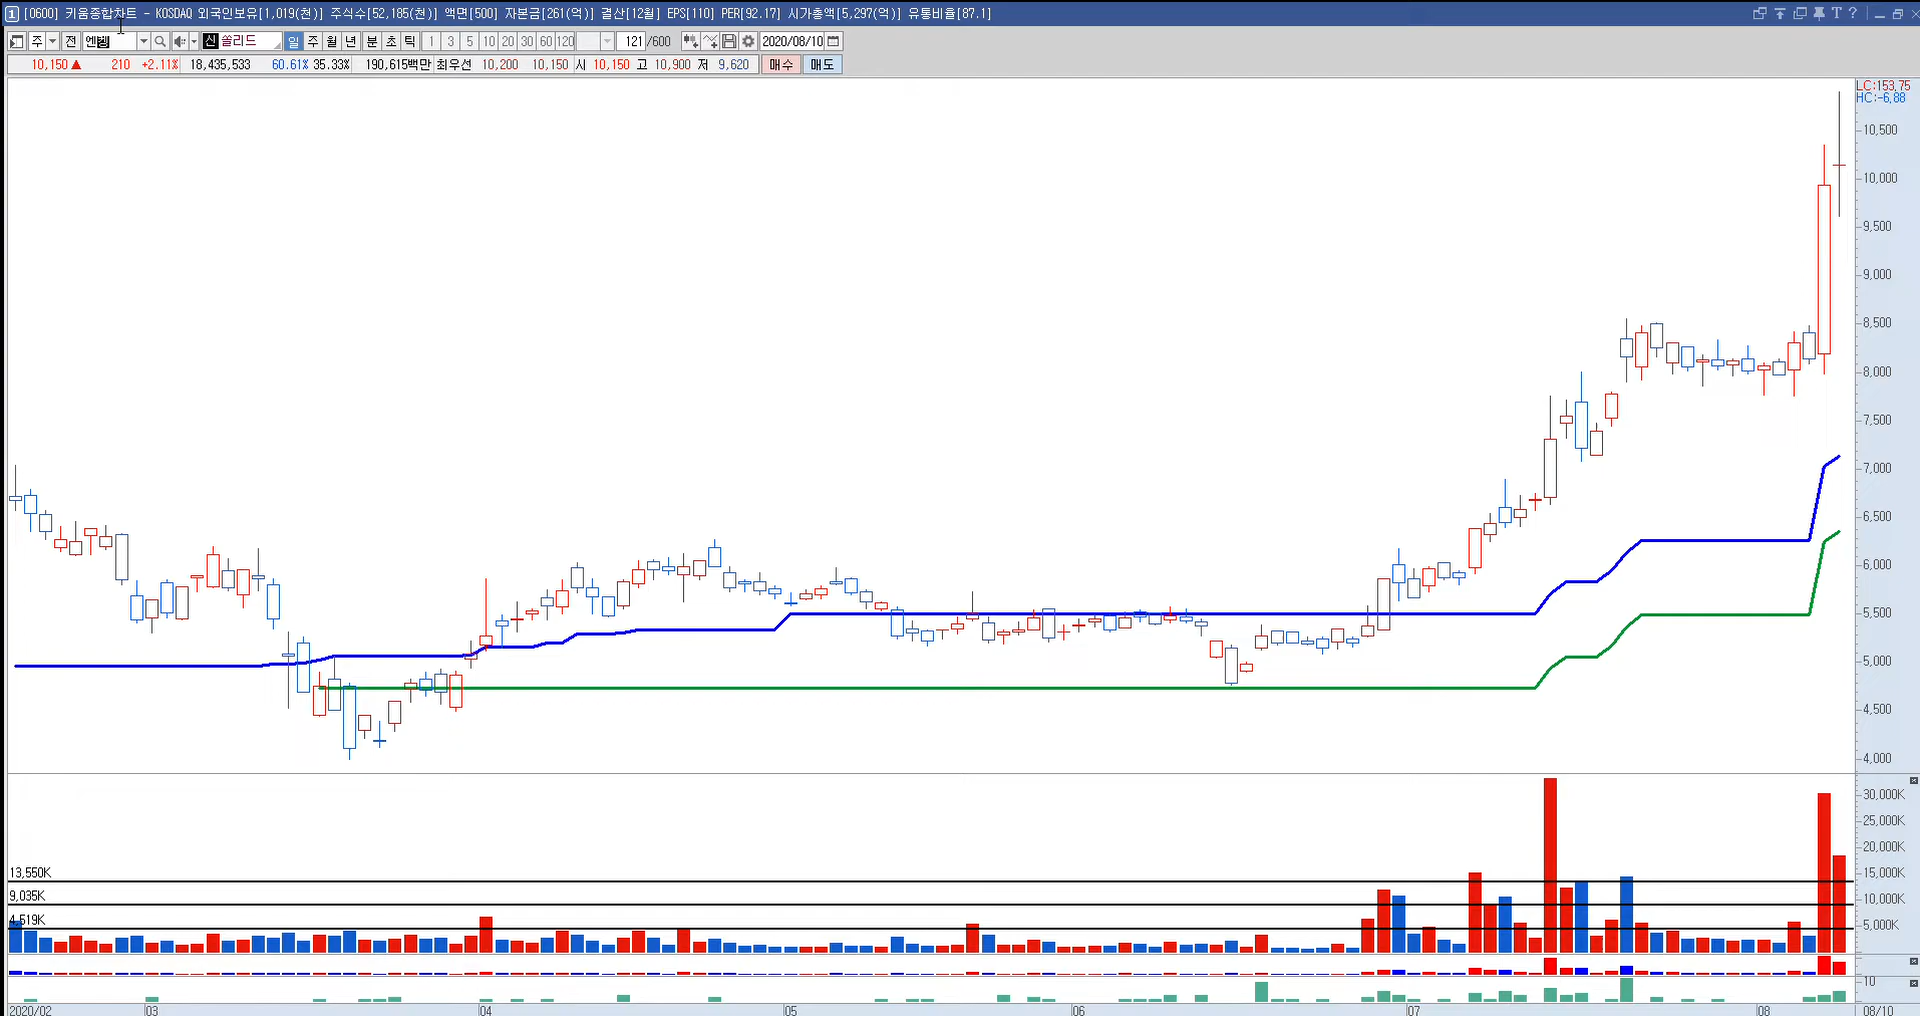 1 [0600] 키움종합차트 - KOSDAQ 외국인보유[1,019(천)] 주식수[52,185(천)] 액면[500] 자본금[261(억)] 결산[12월] EPS[110] PER[92.17] 시가총액[5,297(억)] 유통비율[87.1] T ?
주 전 신 쏠리드 일 주 월 년 분 초 틱 1 3 5 10 20 30 60 120 121 /600 2020/08/10
10,150 ▲ 210 +2.11% 18,435,533 60.61% 35.33% 190,615백만 최우선 10,200 10,150 시 10,150 고 10,900 저 9,620 매수 매도
LC:153.75
HC:-6.88
10,500
10,000
9,500
9,000
8,500
8,000
7,500
7,000
6,500
6,000
5,500
5,000
4,500
4,000
30,000K
25,000K
20,000K
13,550K 15,000K
9,035K 10,000K
4,519K 5,000K
10
2020/02 03 04 05 06 07 08 08/10